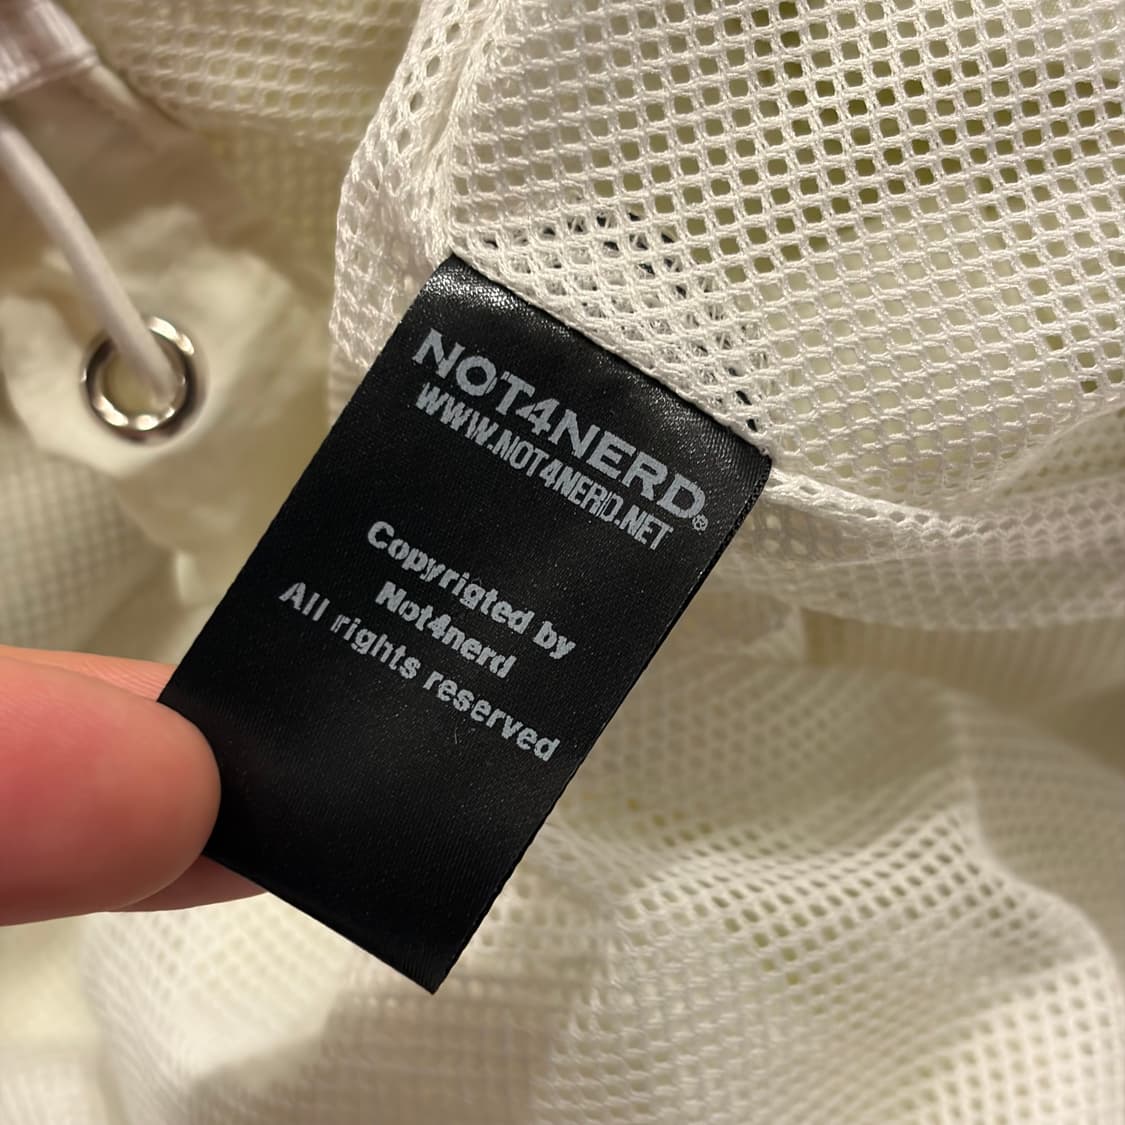 NOT4NERD®
WWW.NOT4NERD.NET
Copyrigted by
Not4nerd
All rights reserved